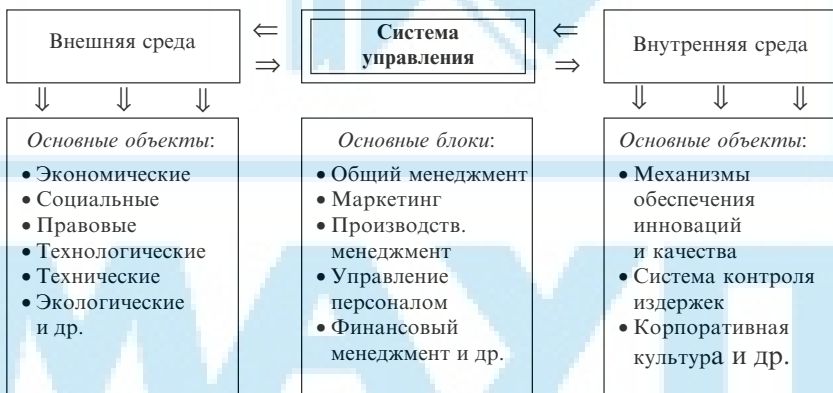 Внешняя среда
⇐
⇒
Система
управления
⇐
⇒
Внутренняя среда
⇓ ⇓ ⇓
⇓ ⇓ ⇓
Основные объекты:
• Экономические
• Социальные
• Правовые
• Технологические
• Технические
• Экологические
и др.
Основные блоки:
• Общий менеджмент
• Маркетинг
• Производств.
менеджмент
• Управление
персоналом
• Финансовый
менеджмент и др.
Основные объекты:
• Механизмы
обеспечения
инноваций
и качества
• Система контроля
издержек
• Корпоративная
культура и др.